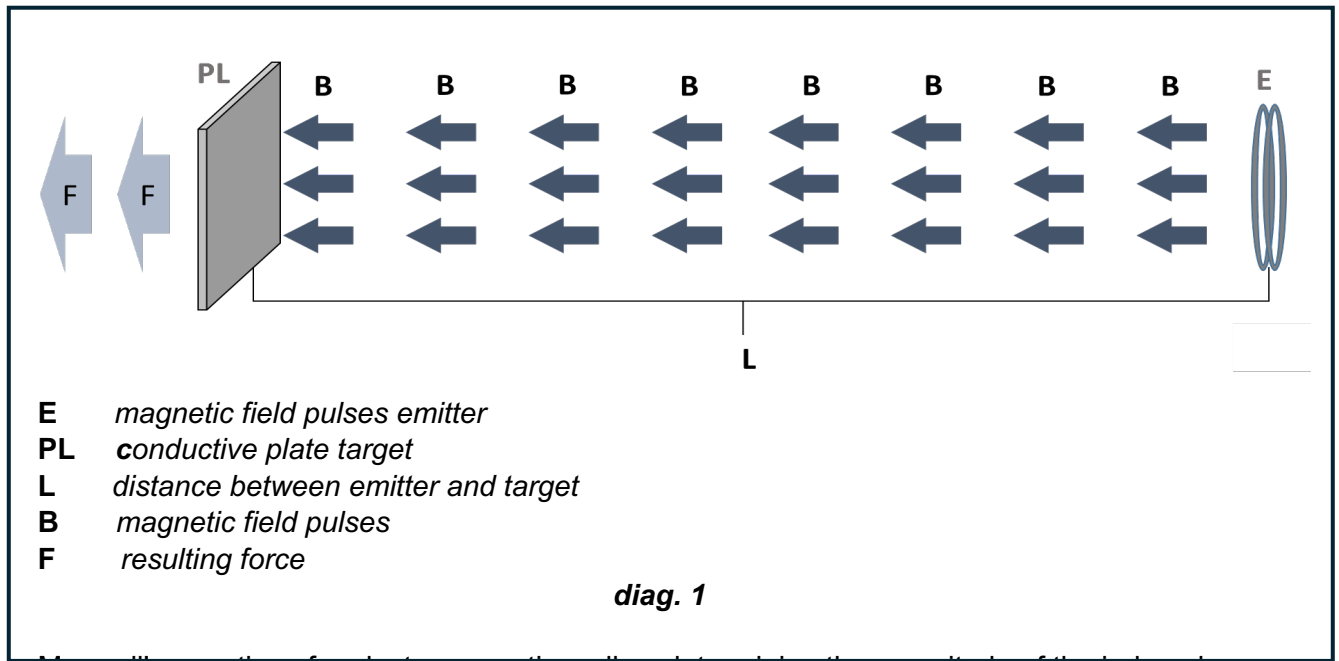 PL B B B B B B B B E
F F
L
E magnetic field pulses emitter
PL conductive plate target
L distance between emitter and target
B magnetic field pulses
F resulting force
diag. 1